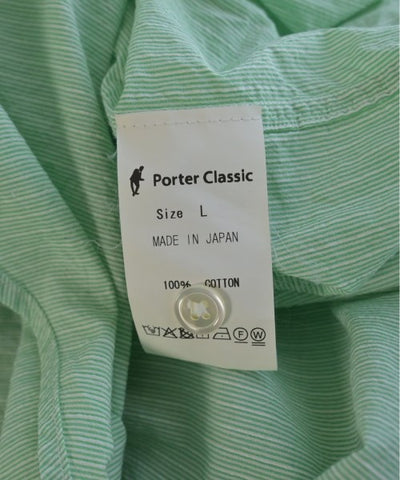 Porter Classic
Size L
MADE IN JAPAN
100% COTTON
F W